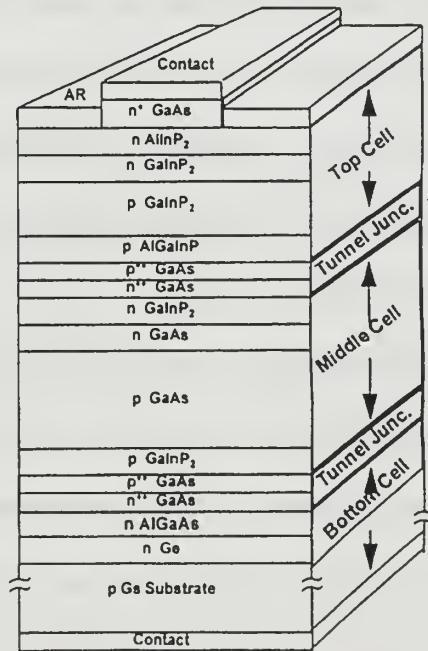 Contact
AR
n⁺ GaAs
n AlInP₂
n GaInP₂
p GaInP₂
p AlGaInP
p⁺⁺ GaAs
n⁺⁺ GaAs
n GaInP₂
n GaAs
p GaAs
p GaInP₂
p⁺⁺ GaAs
n⁺⁺ GaAs
n AlGaAs
n Ge
p Ge Substrate
Contact
Top Cell
Tunnel Junc.
Middle Cell
Tunnel Junc.
Bottom Cell